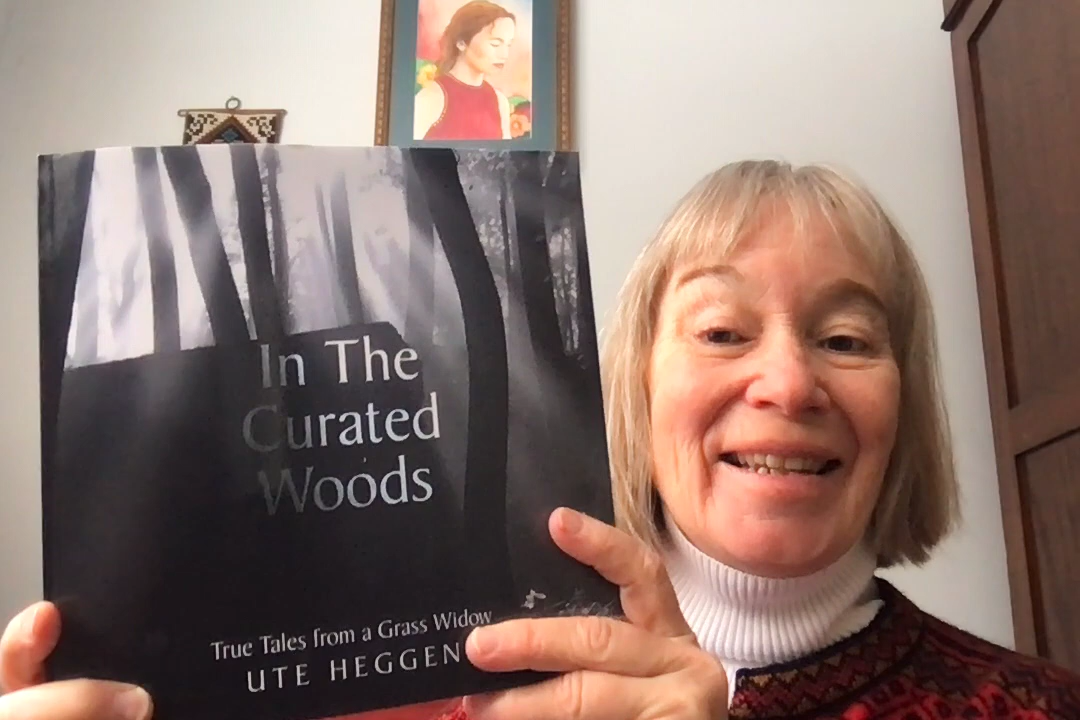 In The
Curated
Woods
True Tales from a Grass Widow
UTE HEGGEN